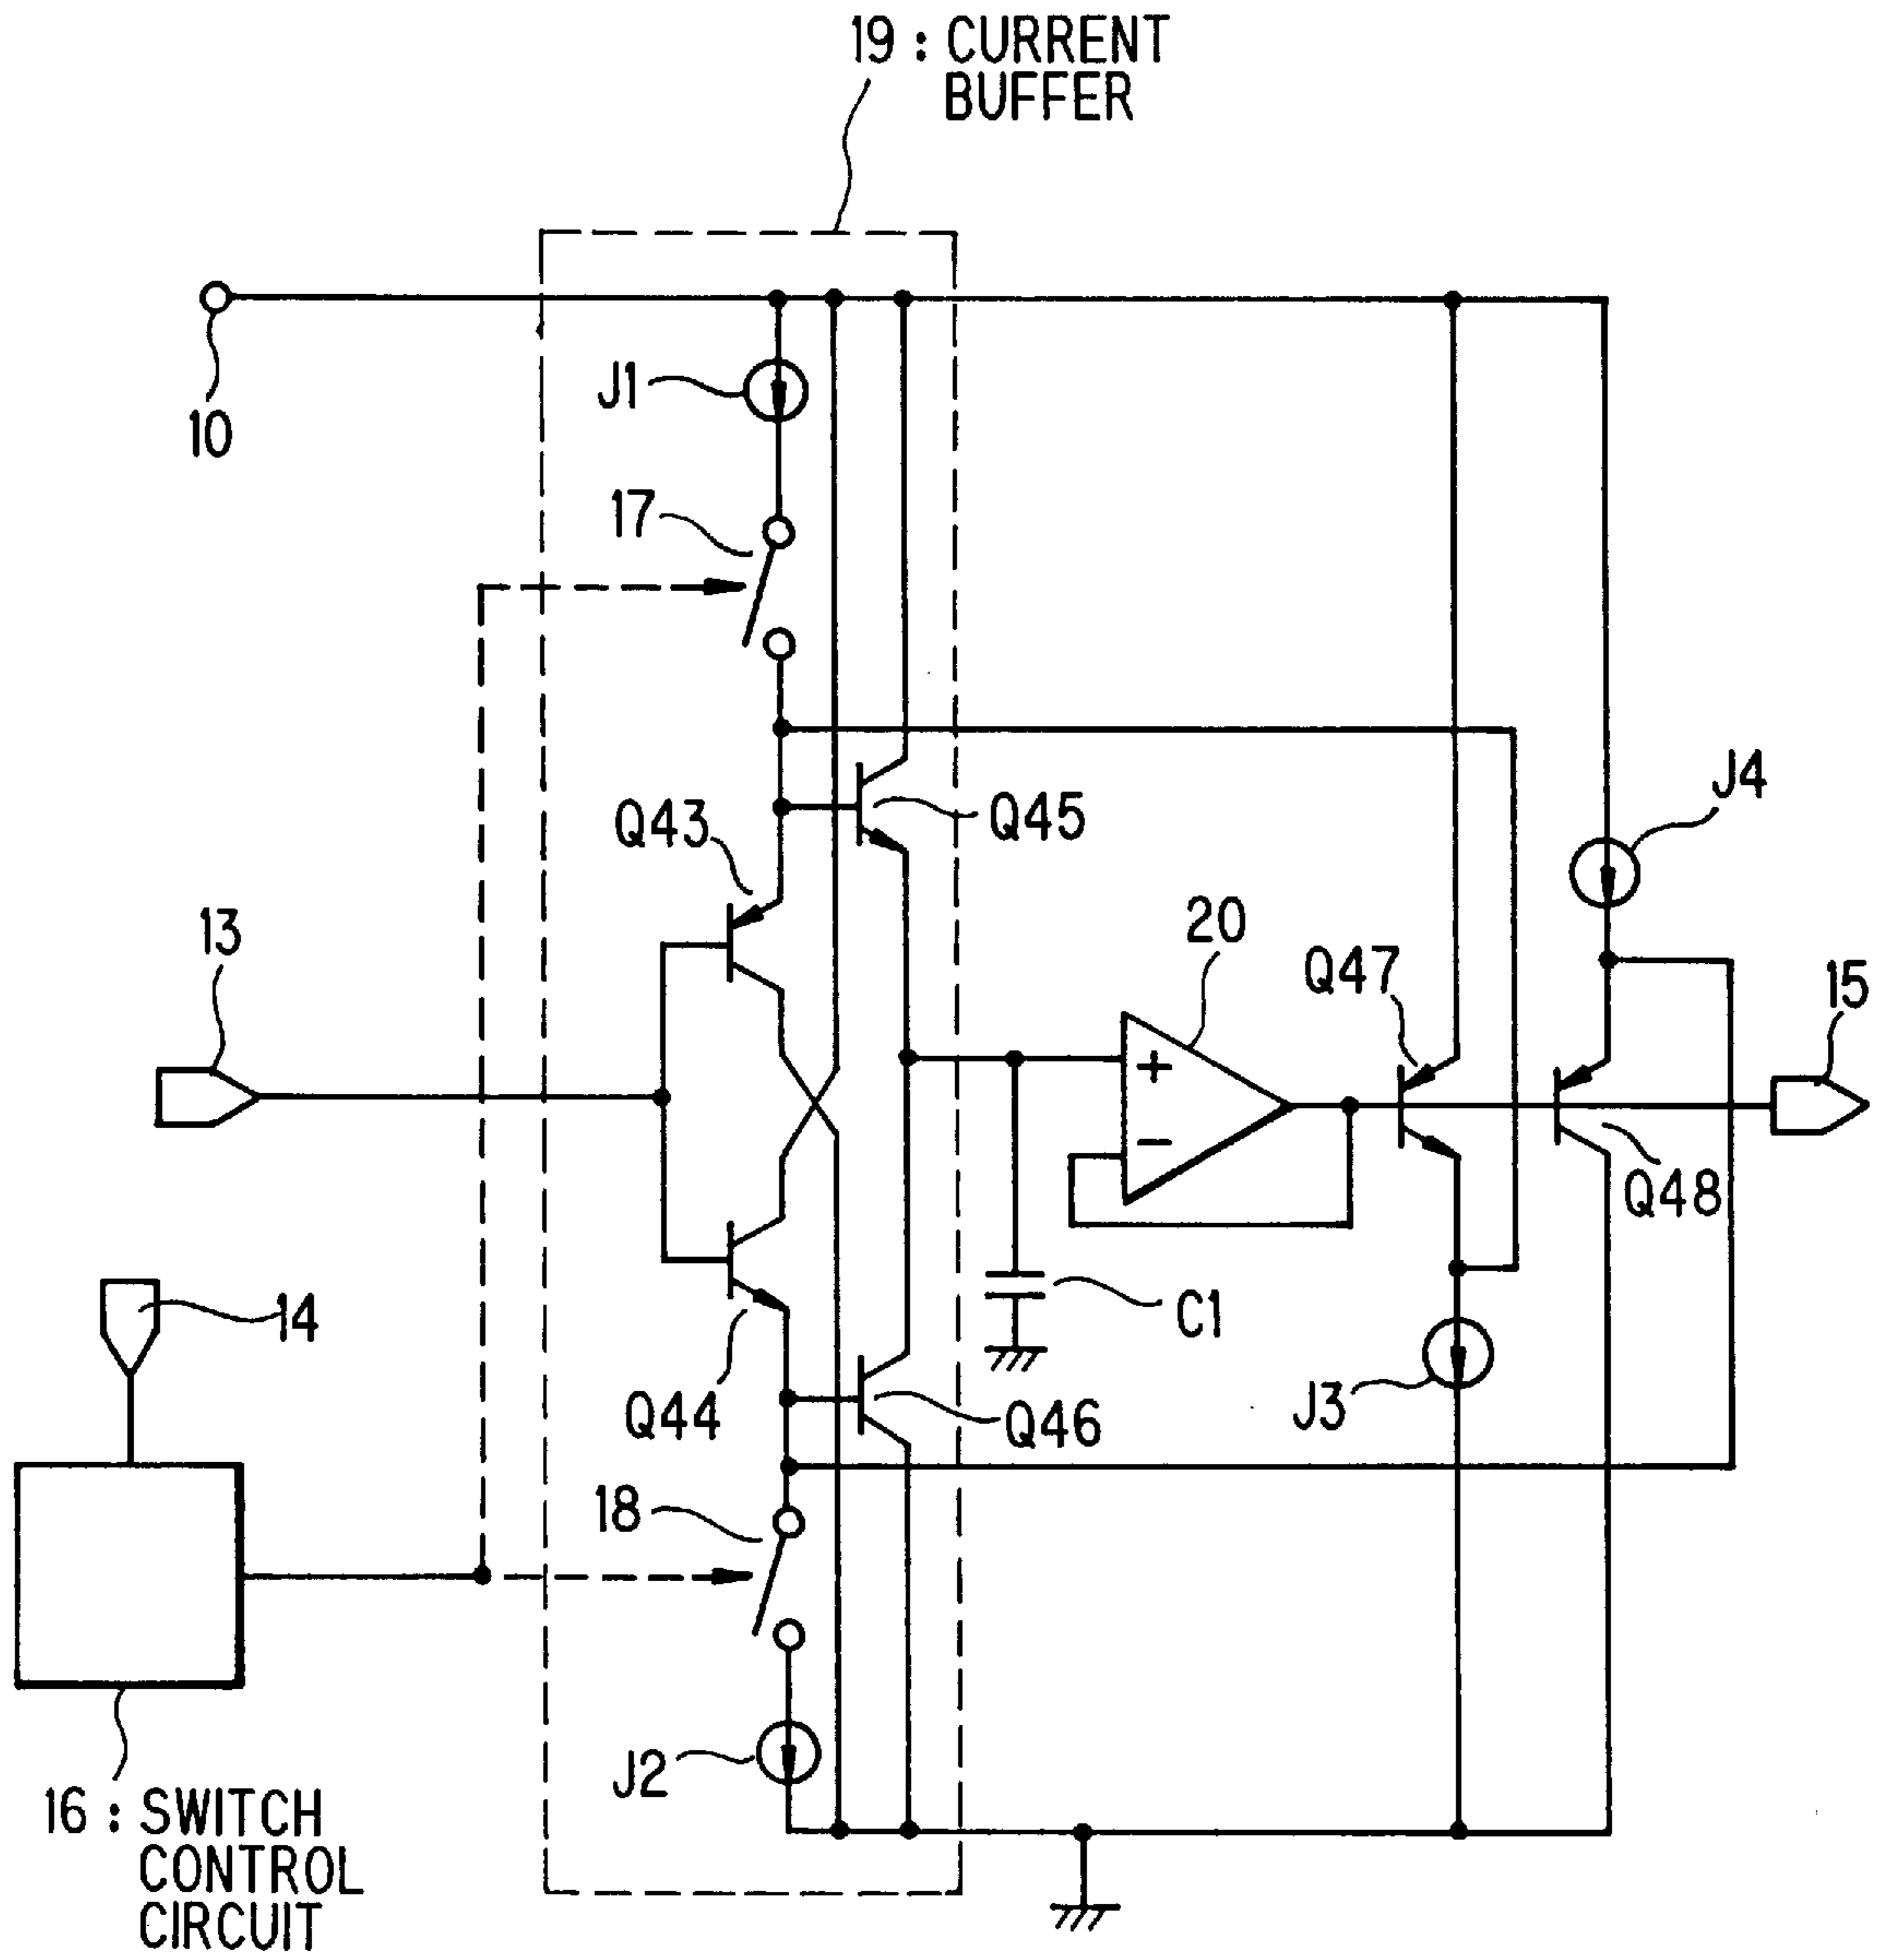 19 : CURRENT
BUFFER
10
J1
17
Q43
Q45
J4
13
20
Q47
15
+
−
Q48
14
C1
Q44
Q46
J3
18
J2
16 : SWITCH
CONTROL
CIRCUIT